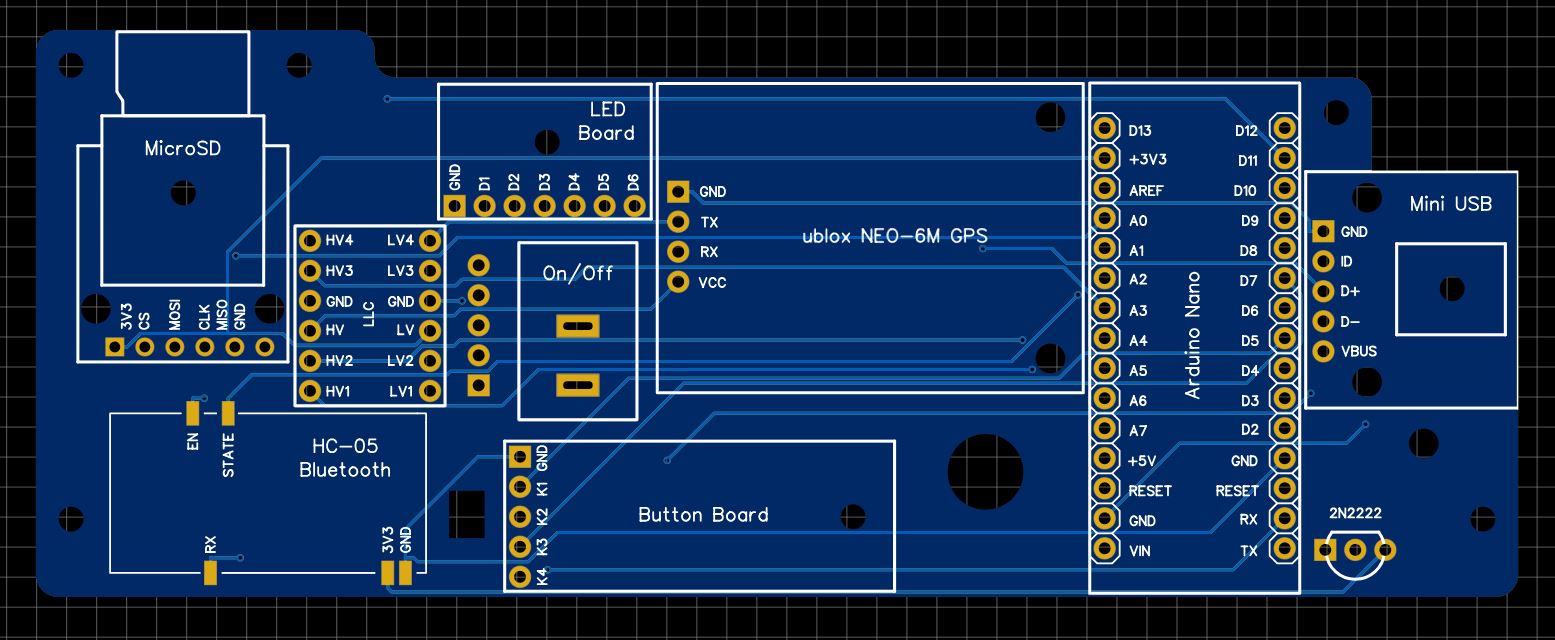 MicroSD
3V3
CS
MOSI
CLK
MISO
GND
LED
Board
GND
D1
D2
D3
D4
D5
D6
HV4
HV3
GND
HV
HV2
HV1
LLC
LV4
LV3
GND
LV
LV2
LV1
On/Off
GND
TX
RX
VCC
ublox NEO-6M GPS
D13
+3V3
AREF
A0
A1
A2
A3
A4
A5
A6
A7
+5V
RESET
GND
VIN
Arduino Nano
D12
D11
D10
D9
D8
D7
D6
D5
D4
D3
D2
GND
RESET
RX
TX
Mini USB
GND
ID
D+
D-
VBUS
EN
STATE
HC-05
Bluetooth
RX
3V3
GND
GND
K1
K2
K3
K4
Button Board
2N2222